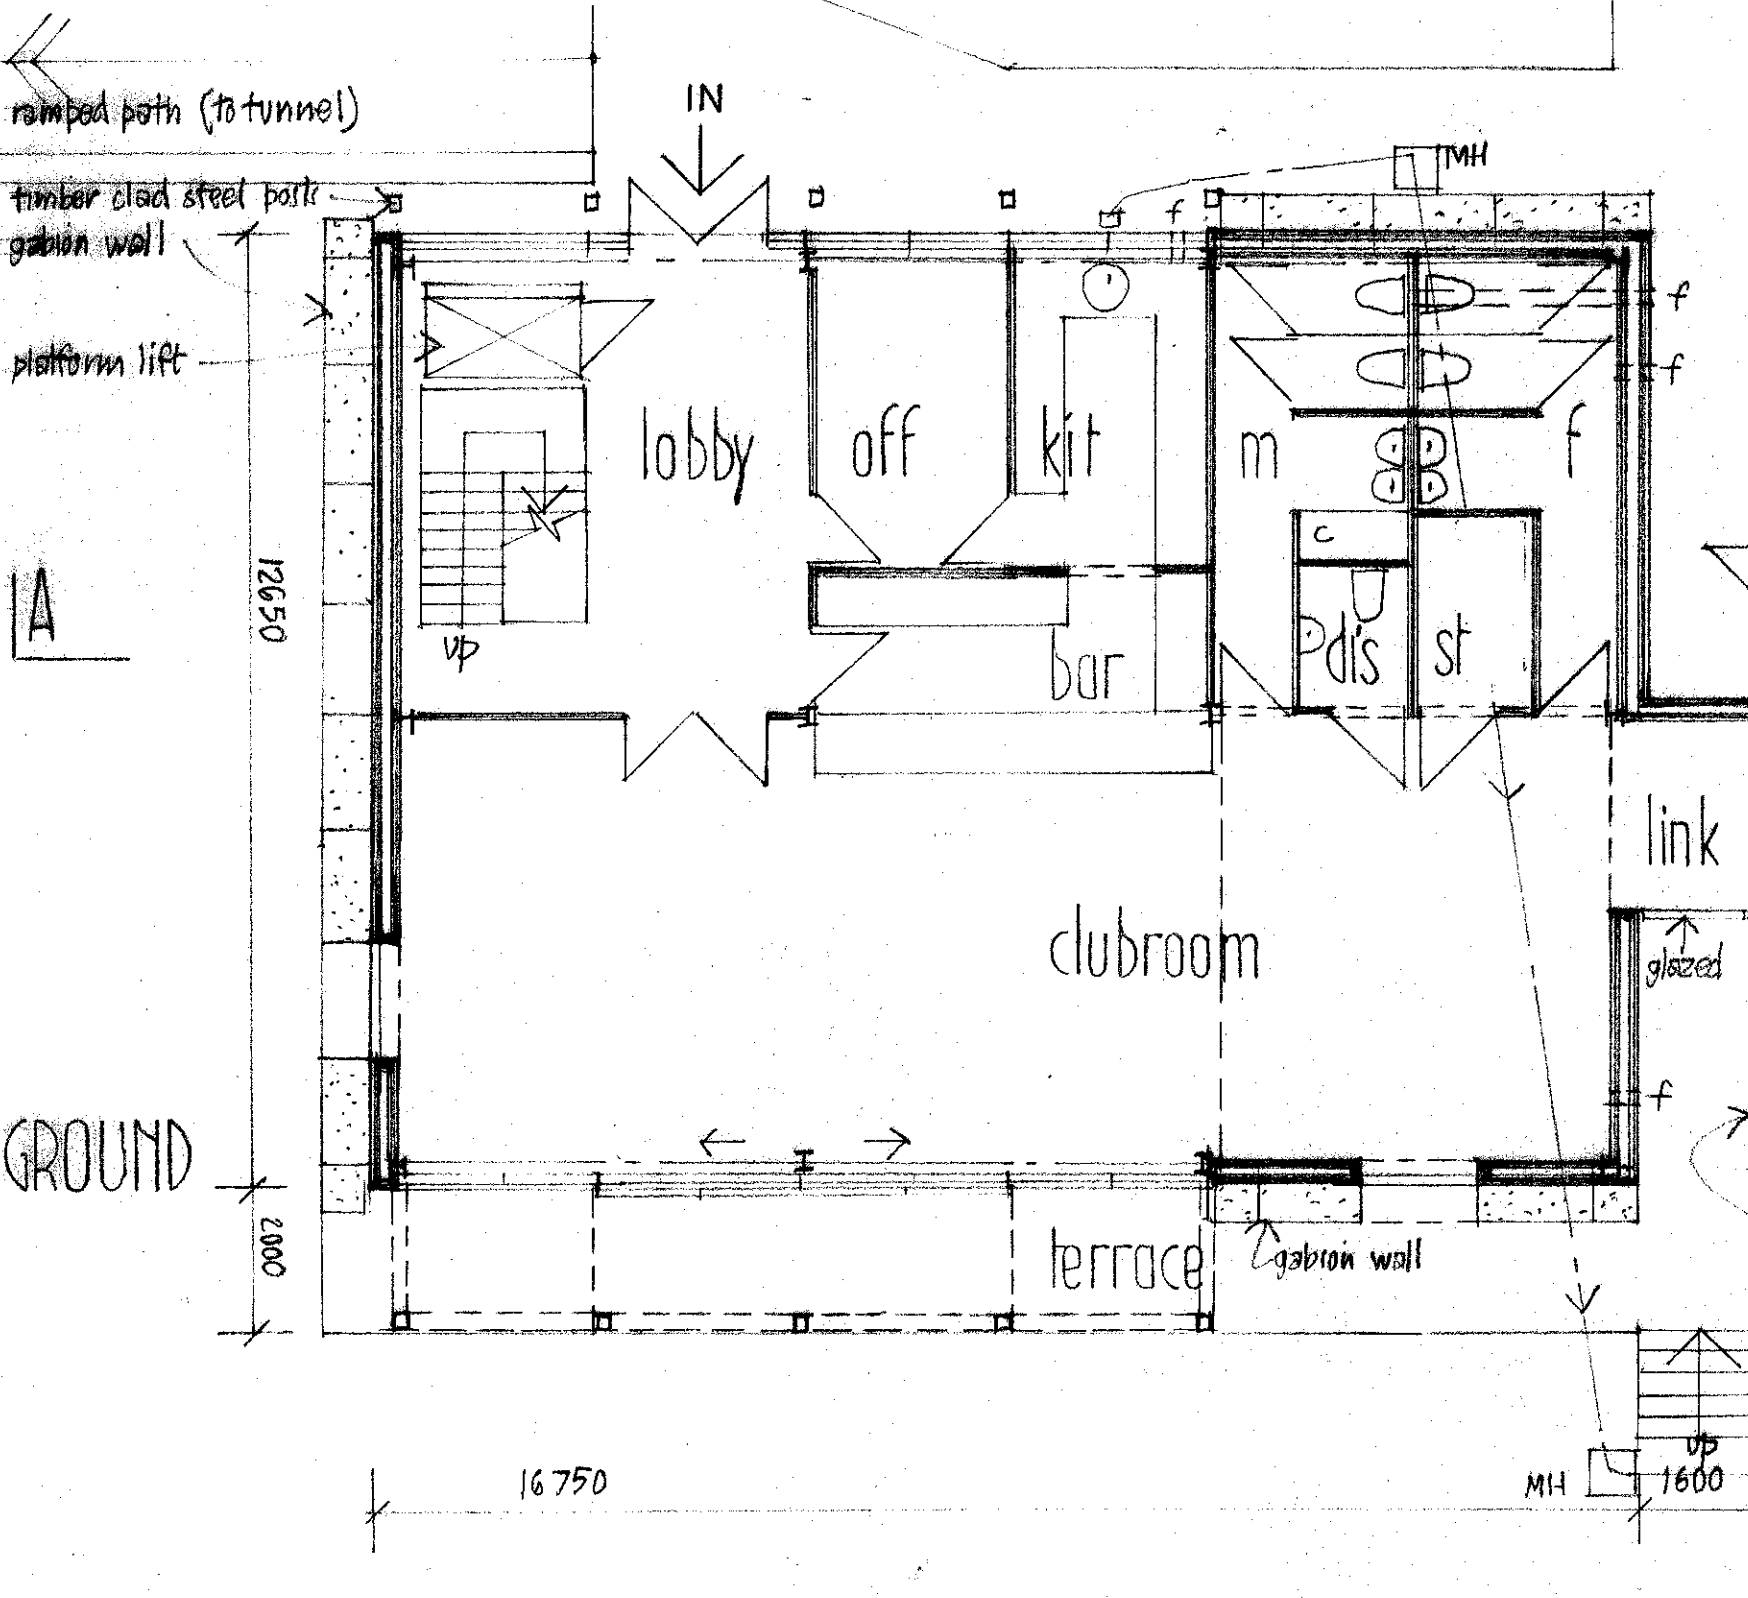 IN
ramped path (to tunnel)
MH
timber clad steel posts
f
gabion wall
f
platform lift
f
lobby
off
kit
m
f
c
A
12650
up
bar
dis
st
link
clubroom
glazed
f
GROUND
2000
terrace
gabion wall
up
16750
MH
1600